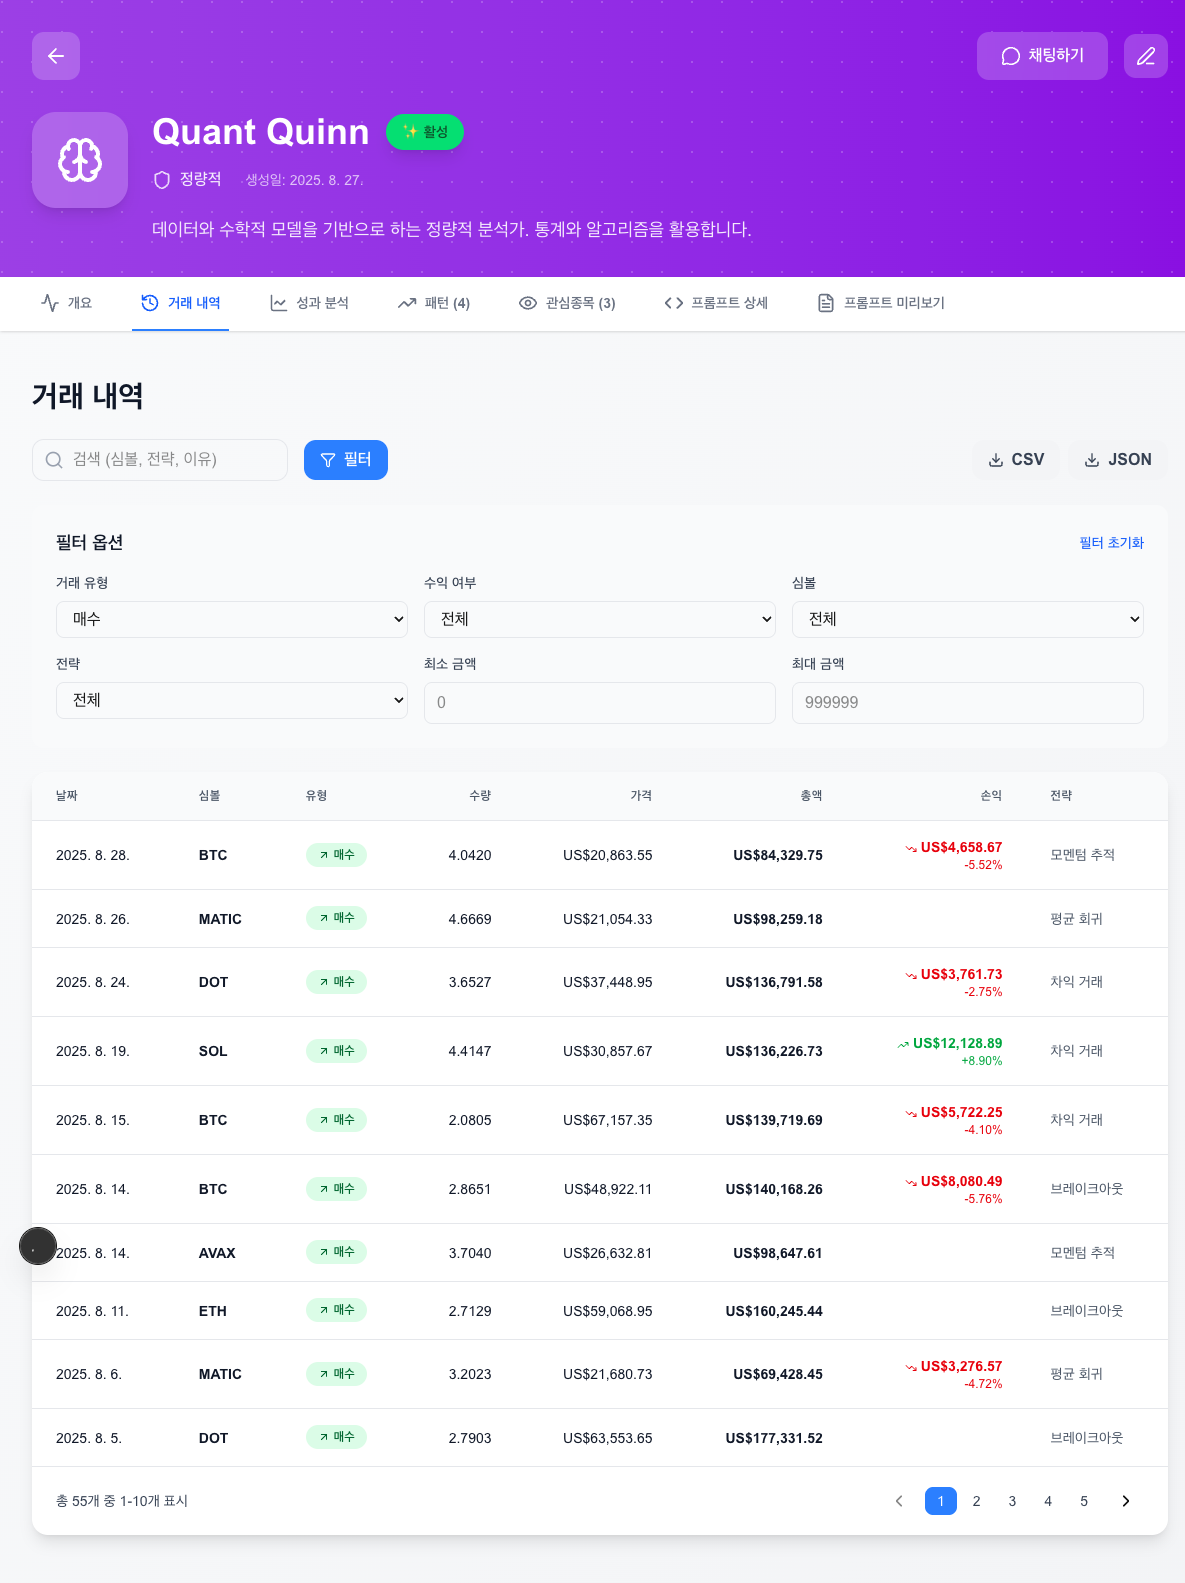 채팅하기
Quant Quinn
✨ 활성
정량적 생성일: 2025. 8. 27.
데이터와 수학적 모델을 기반으로 하는 정량적 분석가. 통계와 알고리즘을 활용합니다.
개요 거래 내역 성과 분석 패턴 (4) 관심종목 (3) 프롬프트 상세 프롬프트 미리보기
거래 내역
검색 (심볼, 전략, 이유) 필터 CSV JSON
필터 옵션 필터 초기화
거래 유형 수익 여부 심볼
매수 전체 전체
전략 최소 금액 최대 금액
전체 0 999999
날짜 심볼 유형 수량 가격 총액 손익 전략
2025. 8. 28. BTC 매수 4.0420 US$20,863.55 US$84,329.75 US$4,658.67 모멘텀 추적
-5.52%
2025. 8. 26. MATIC 매수 4.6669 US$21,054.33 US$98,259.18 평균 회귀
2025. 8. 24. DOT 매수 3.6527 US$37,448.95 US$136,791.58 US$3,761.73 차익 거래
-2.75%
2025. 8. 19. SOL 매수 4.4147 US$30,857.67 US$136,226.73 US$12,128.89 차익 거래
+8.90%
2025. 8. 15. BTC 매수 2.0805 US$67,157.35 US$139,719.69 US$5,722.25 차익 거래
-4.10%
2025. 8. 14. BTC 매수 2.8651 US$48,922.11 US$140,168.26 US$8,080.49 브레이크아웃
-5.76%
2025. 8. 14. AVAX 매수 3.7040 US$26,632.81 US$98,647.61 모멘텀 추적
2025. 8. 11. ETH 매수 2.7129 US$59,068.95 US$160,245.44 브레이크아웃
2025. 8. 6. MATIC 매수 3.2023 US$21,680.73 US$69,428.45 US$3,276.57 평균 회귀
-4.72%
2025. 8. 5. DOT 매수 2.7903 US$63,553.65 US$177,331.52 브레이크아웃
총 55개 중 1-10개 표시 1 2 3 4 5